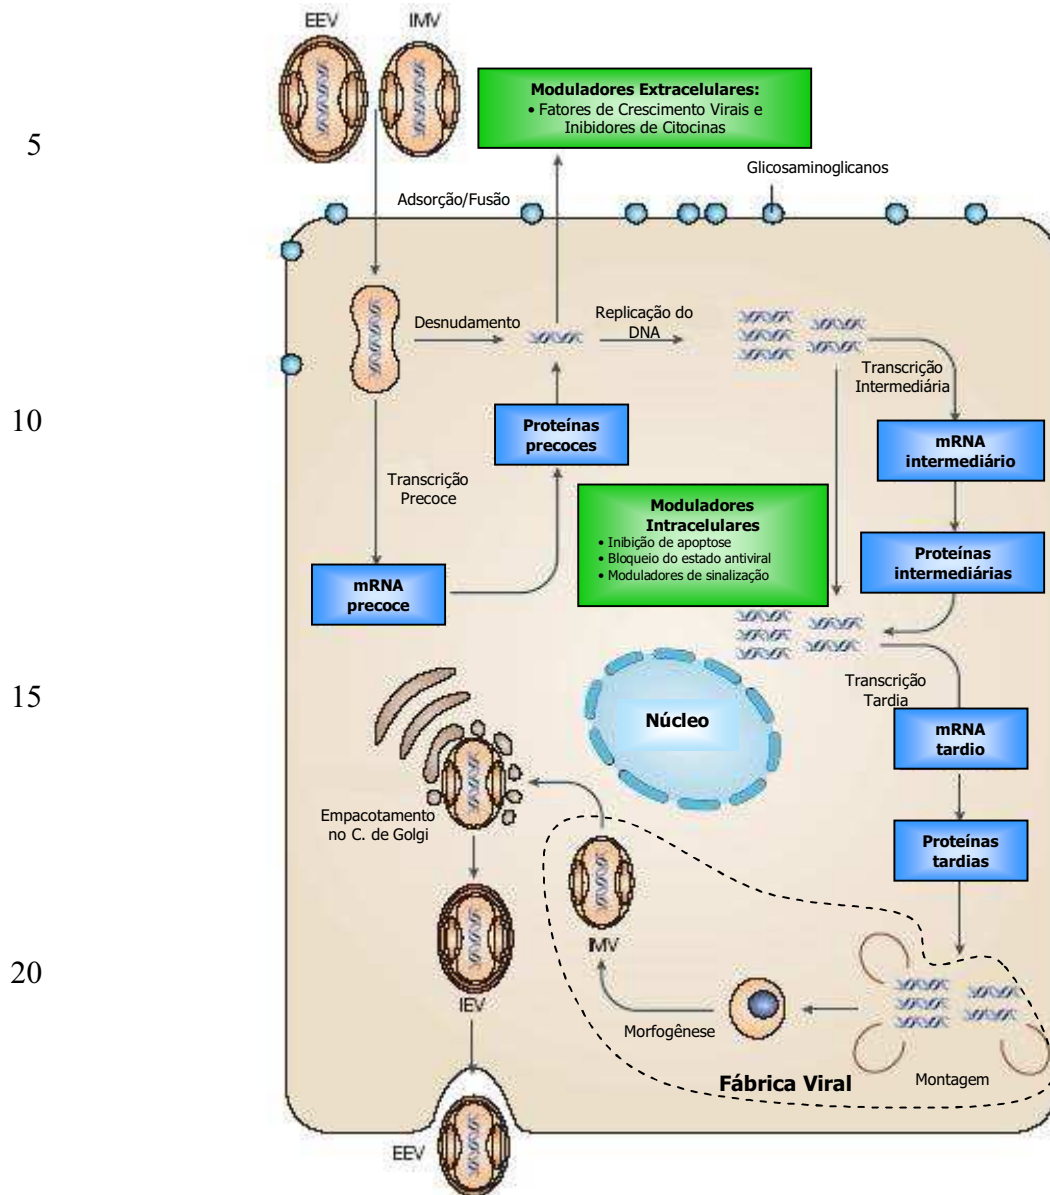 EEV
IMV
Moduladores Extracelulares:
• Fatores de Crescimento Virais e
Inibidores de Citocinas
5
Glicosaminoglicanos
Adsorção/Fusão
Desnudamento
Replicação do
DNA
Transcrição
Intermediária
10
Proteínas
precoces
mRNA
intermediário
Transcrição
Precoce
Moduladores
Intracelulares
• Inibição de apoptose
• Bloqueio do estado antiviral
• Moduladores de sinalização
Proteínas
intermediárias
mRNA
precoce
15
Núcleo
Transcrição
Tardia
mRNA
tardio
Empacotamento
no C. de Golgi
Proteínas
tardias
IMV
20
IEV
Morfogênese
Fábrica Viral
Montagem
EEV